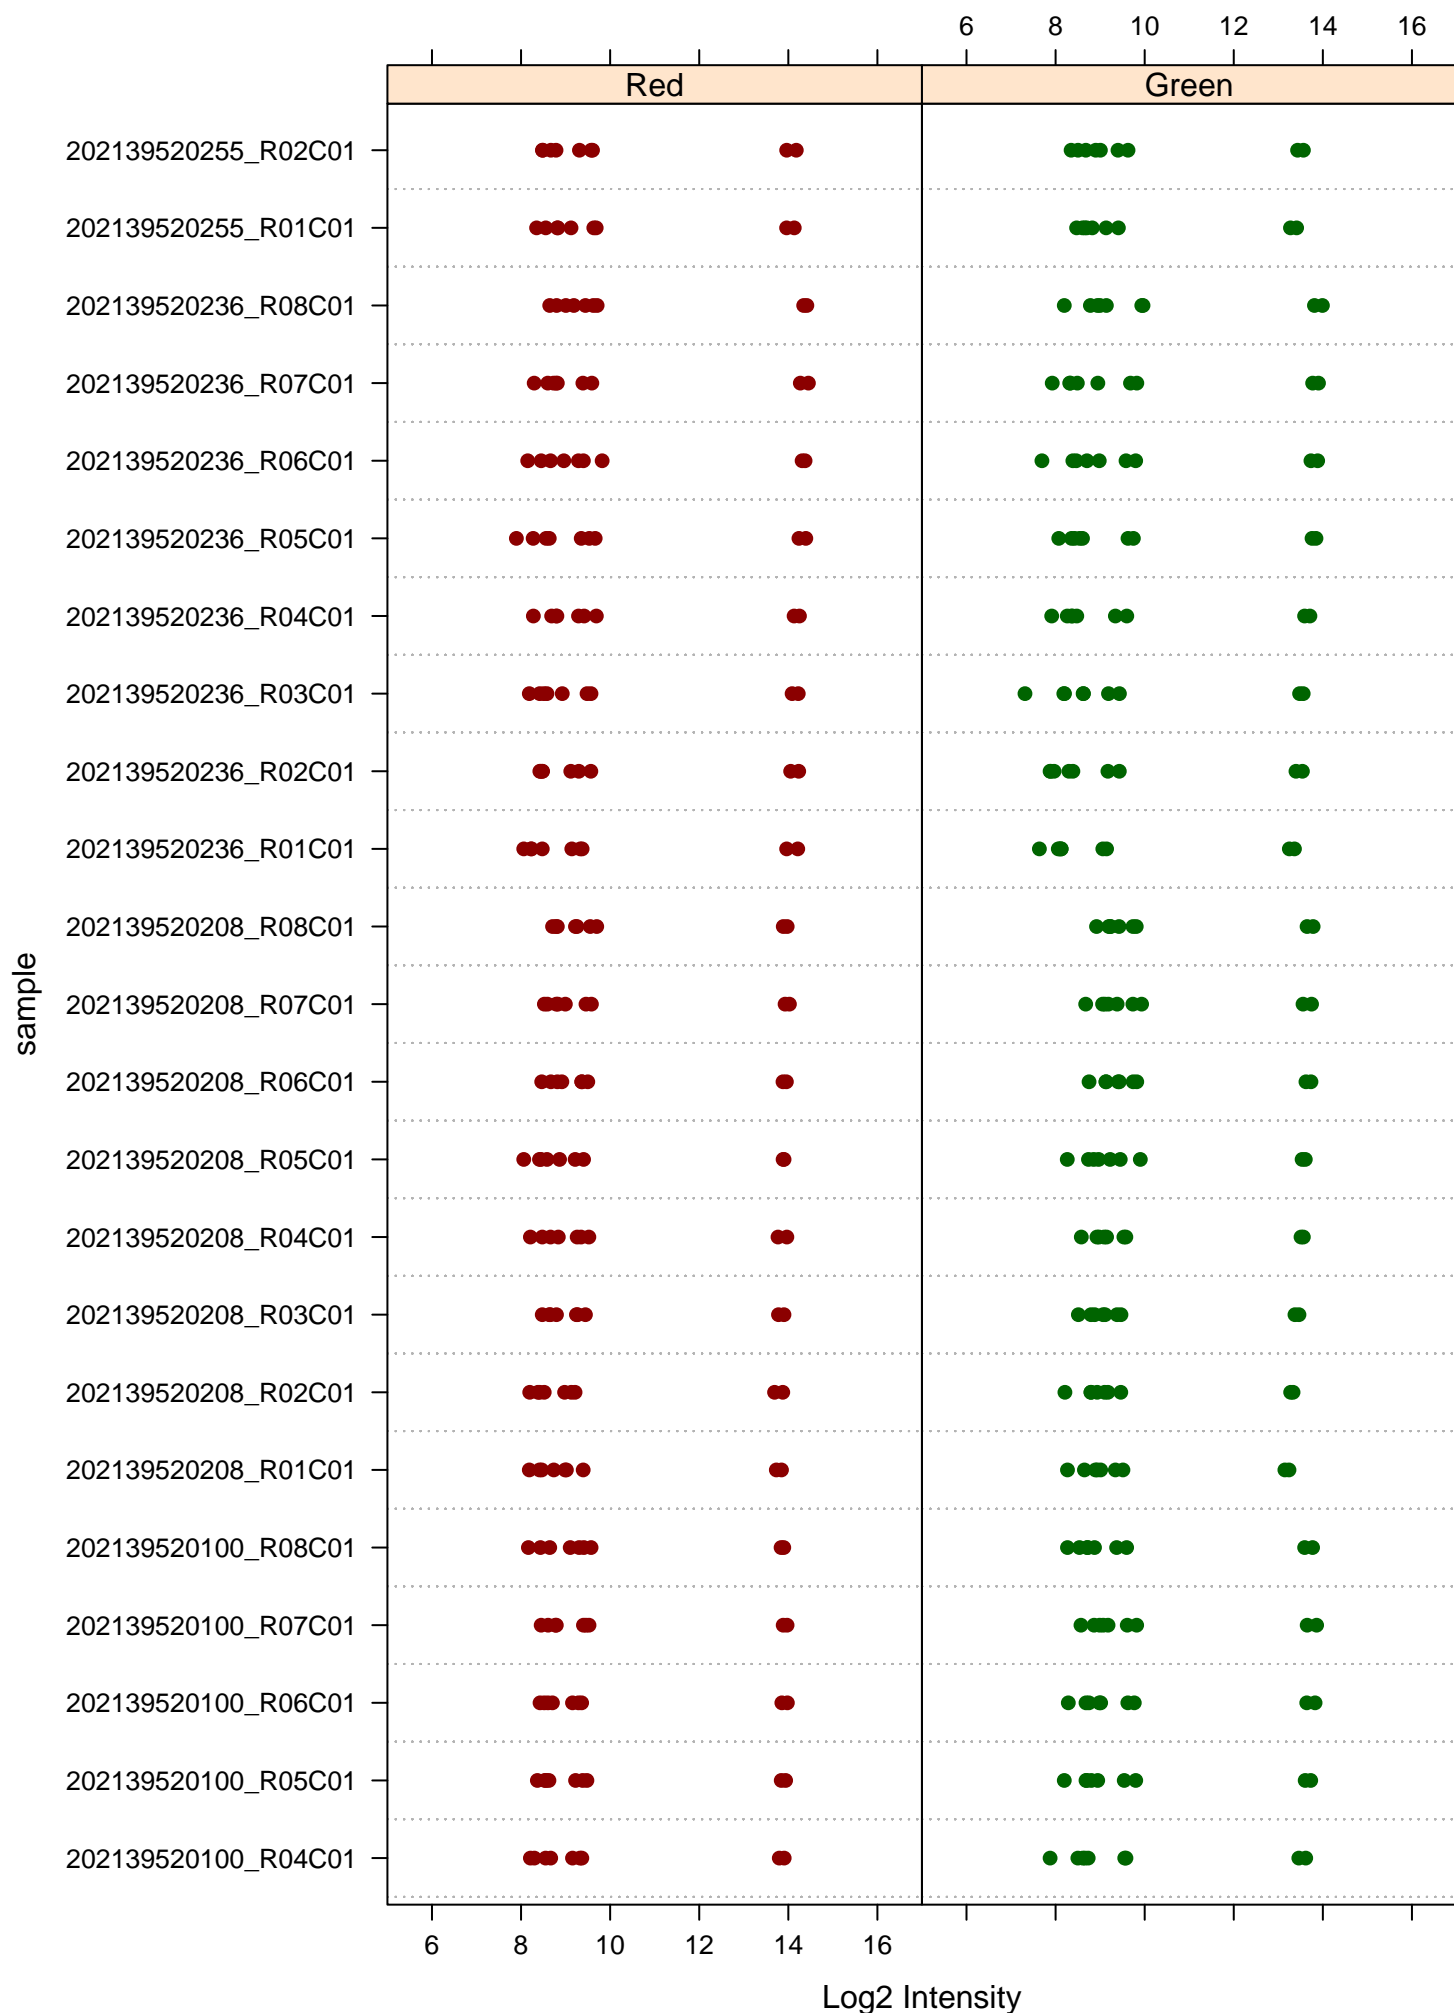 6 8 10 12 14 16
Red Green
202139520255_R02C01
202139520255_R01C01
202139520236_R08C01
202139520236_R07C01
202139520236_R06C01
202139520236_R05C01
202139520236_R04C01
202139520236_R03C01
202139520236_R02C01
202139520236_R01C01
202139520208_R08C01
202139520208_R07C01
202139520208_R06C01
202139520208_R05C01
202139520208_R04C01
202139520208_R03C01
202139520208_R02C01
202139520208_R01C01
202139520100_R08C01
202139520100_R07C01
202139520100_R06C01
202139520100_R05C01
202139520100_R04C01
sample
6 8 10 12 14 16
Log2 Intensity